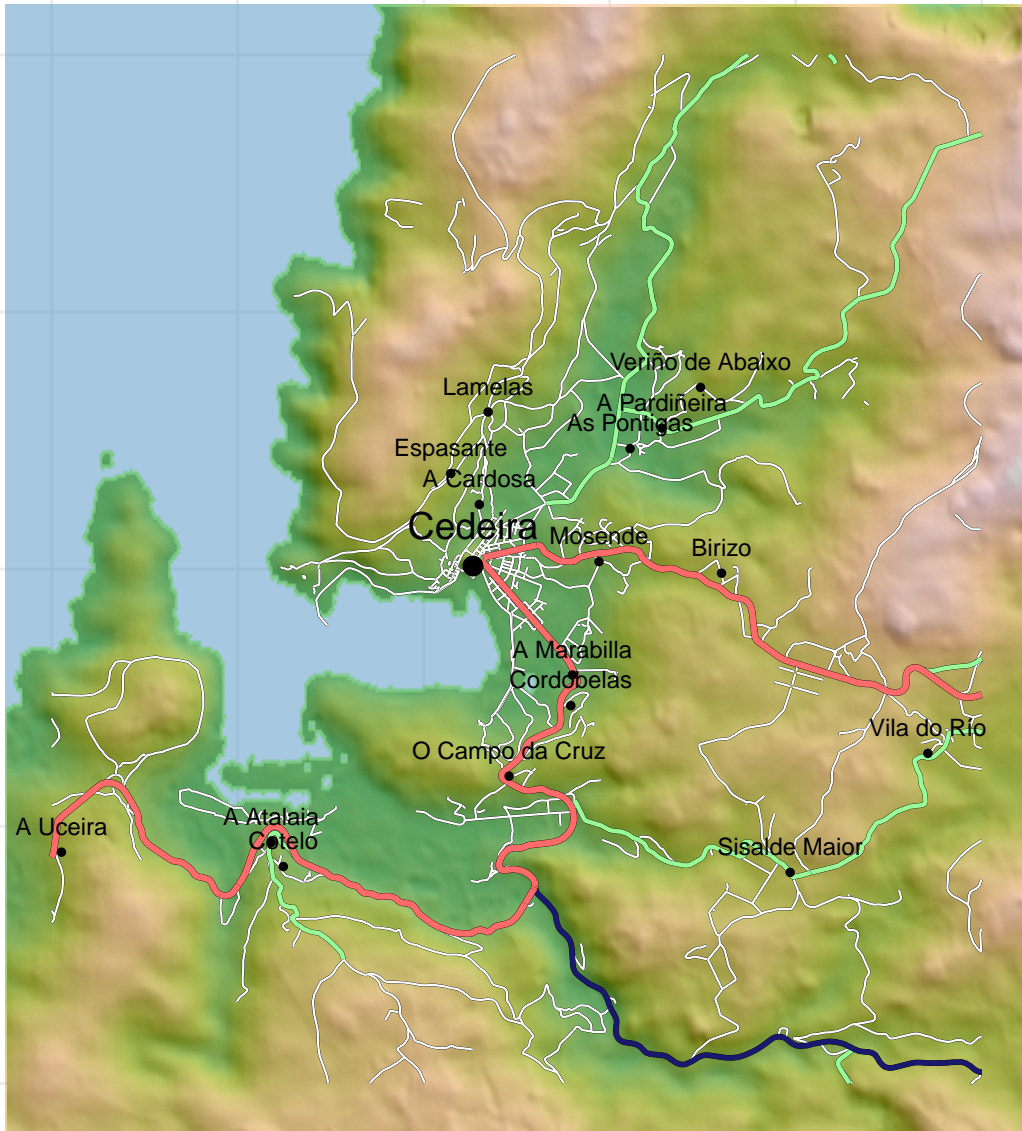 Veriño de Abaixo
Lamelas
A Pardiñeira
As Pontigas
Espasante
A Cardosa
Cedeira
Mosende
Birizo
A Marabilla
Cordobelas
Vila do Río
O Campo da Cruz
A Atalaia
A Uceira
Cotelo
Sisalde Maior